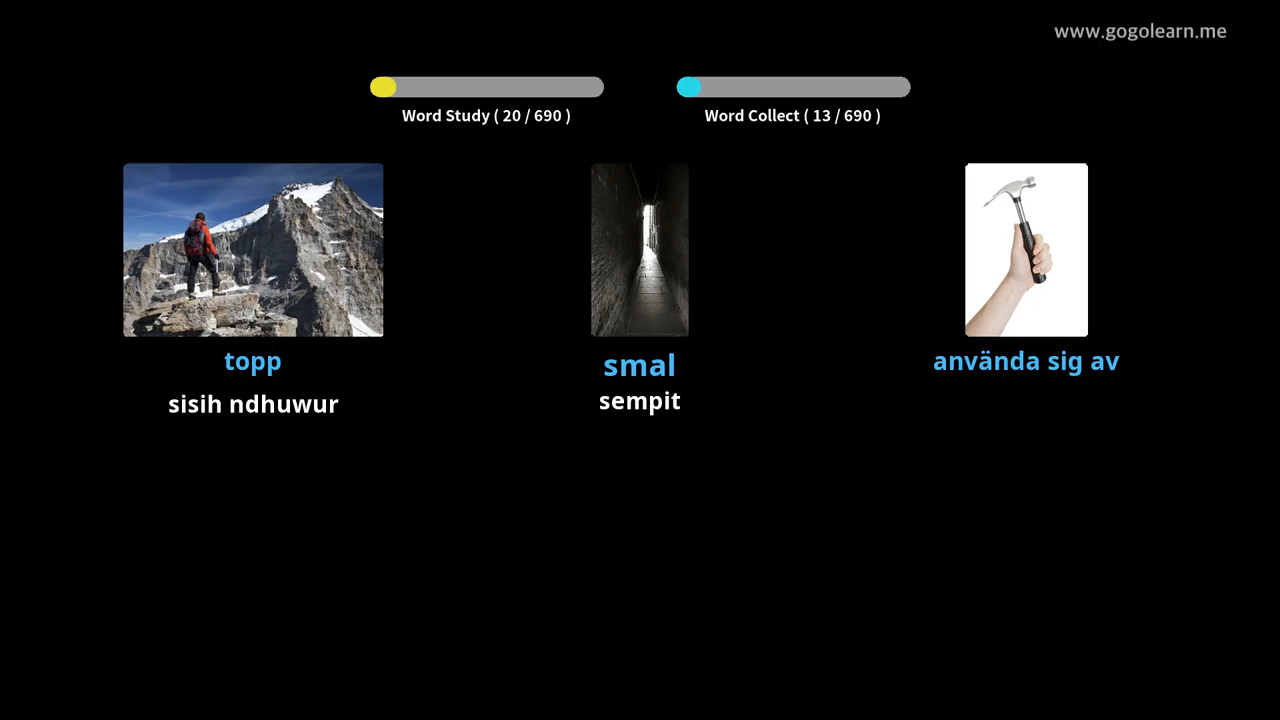 www.gogolearn.me
Word Study ( 20 / 690 )
Word Collect ( 13 / 690 )
topp
smal
använda sig av
sisih ndhuwur
sempit